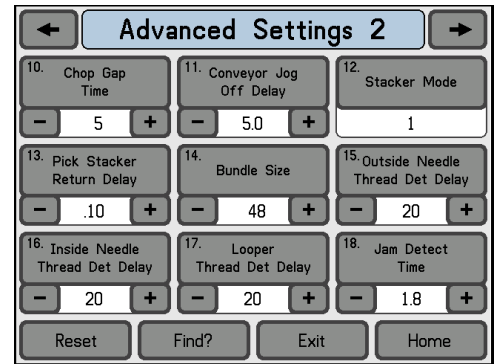 Advanced Settings 2
10. Chop Gap
Time
- 5 +
11. Conveyor Jog
Off Delay
- 5.0 +
12. Stacker Mode
1
13. Pick Stacker
Return Delay
- .10 +
14. Bundle Size
- 48 +
15. Outside Needle
Thread Det Delay
- 20 +
16. Inside Needle
Thread Det Delay
- 20 +
17. Looper
Thread Det Delay
- 20 +
18. Jam Detect
Time
- 1.8 +
Reset
Find?
Exit
Home